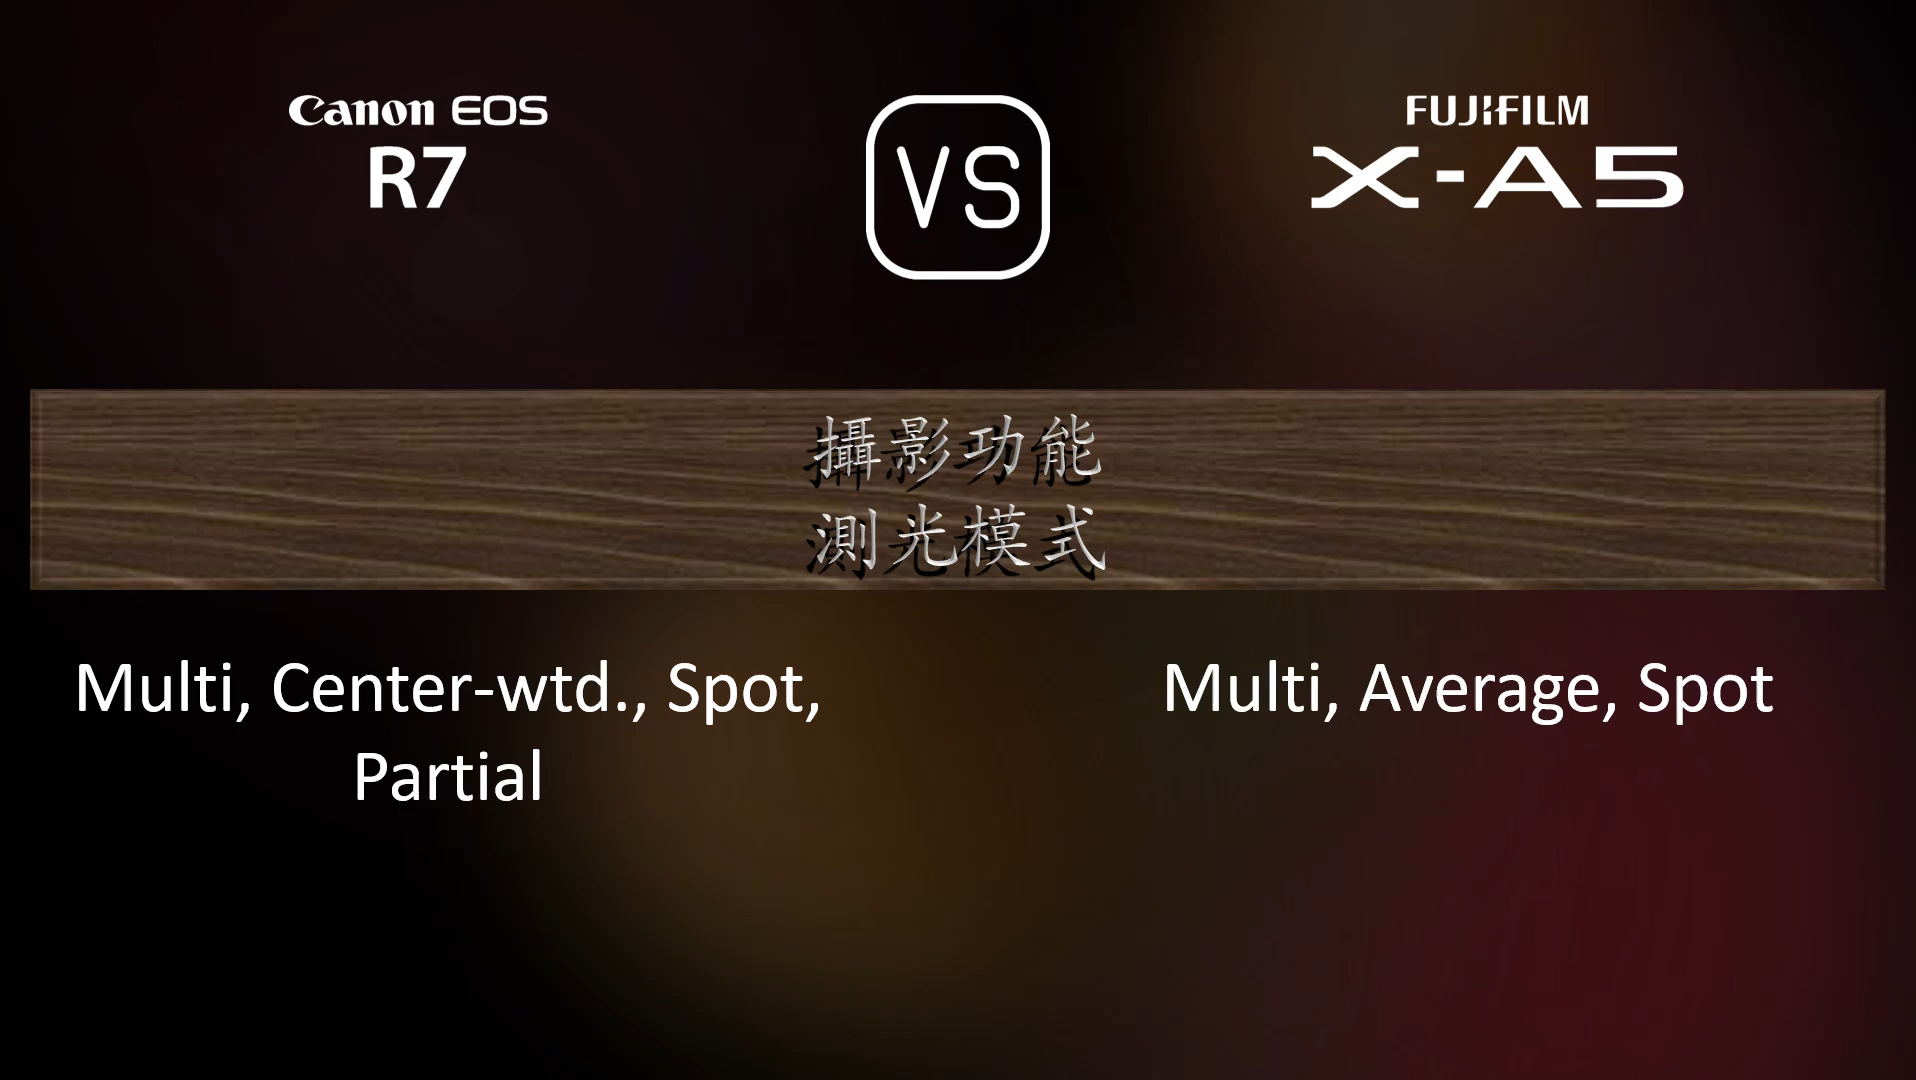 Canon EOS
R7
VS
FUJIFILM
X-A5
攝影功能
測光模式
Multi, Center-wtd., Spot,
Partial
Multi, Average, Spot